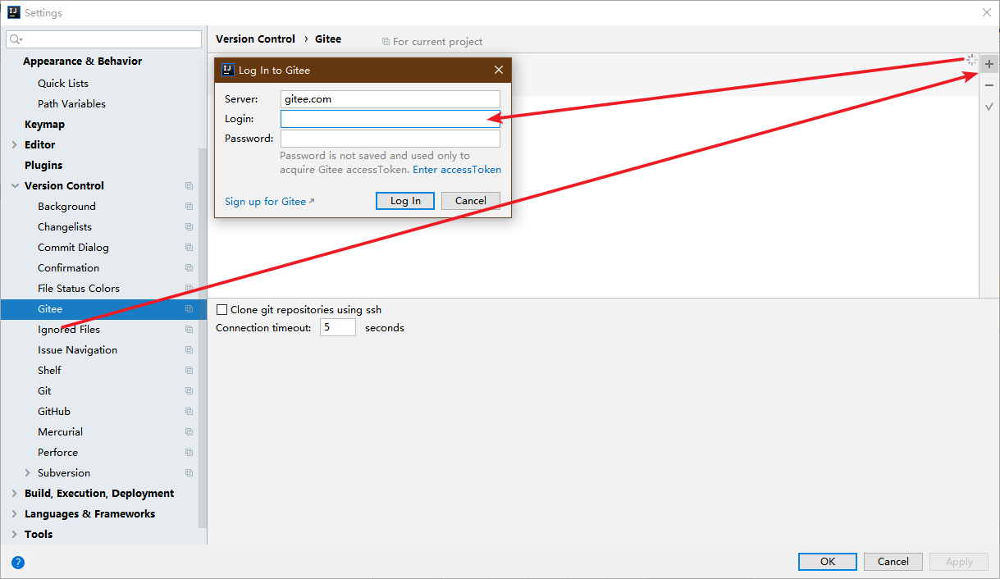 Settings
Appearance & Behavior
Quick Lists
Path Variables
Keymap
Editor
Plugins
Version Control
Background
Changelists
Commit Dialog
Confirmation
File Status Colors
Gitee
Ignored Files
Issue Navigation
Shelf
Git
GitHub
Mercurial
Perforce
Subversion
Build, Execution, Deployment
Languages & Frameworks
Tools
Version Control › Gitee
For current project
IJ Log In to Gitee
Server: gitee.com
Login:
Password:
Password is not saved and used only to
acquire Gitee accessToken. Enter accessToken
Sign up for Gitee
Log In
Cancel
Clone git repositories using ssh
Connection timeout: 5 seconds
?
OK
Cancel
Apply